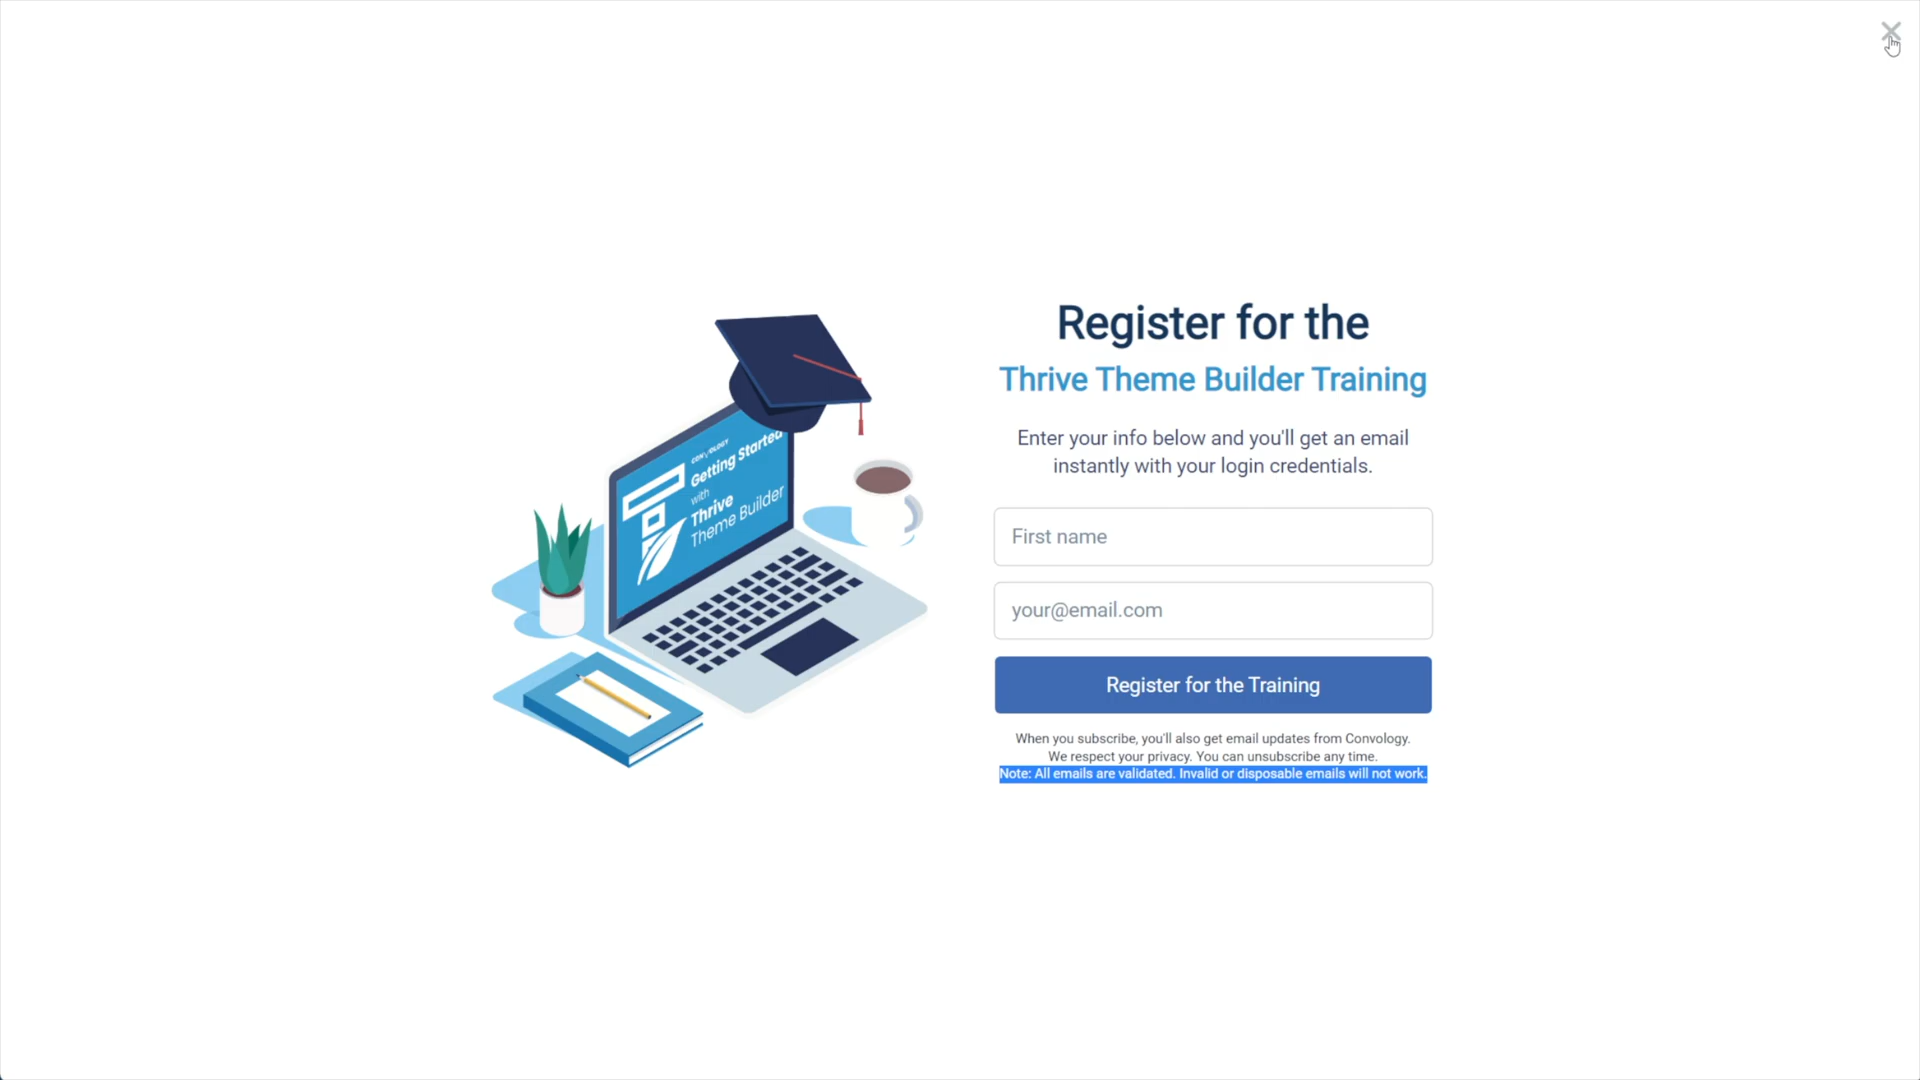 CONVOLOGY
Getting Started
with
Thrive
Theme Builder
Register for the
Thrive Theme Builder Training
Enter your info below and you'll get an email
instantly with your login credentials.
First name
your@email.com
Register for the Training
When you subscribe, you'll also get email updates from Convology.
We respect your privacy. You can unsubscribe any time.
Note: All emails are validated. Invalid or disposable emails will not work.